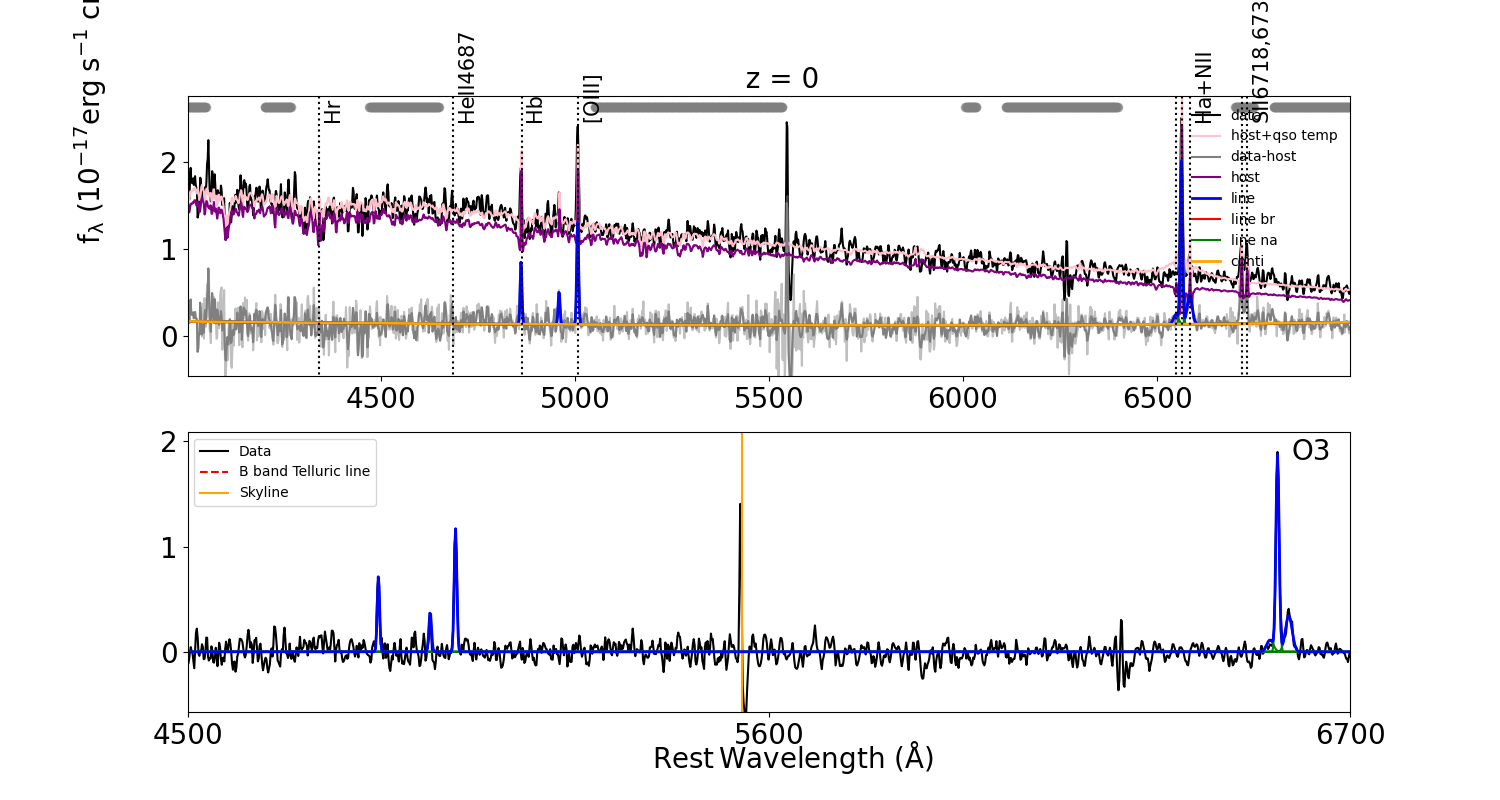 z = 0
Hr
HeII4687
Hb
[OIII]
Ha+NII
SII6718,673
f_λ (10^−17 erg s^−1 c
data
host+qso temp
data-host
host
line
line br
line na
conti
2
1
0
4500 5000 5500 6000 6500
Data
B band Telluric line
Skyline
O3
2
1
0
4500 5600 6700
Rest Wavelength (Å)